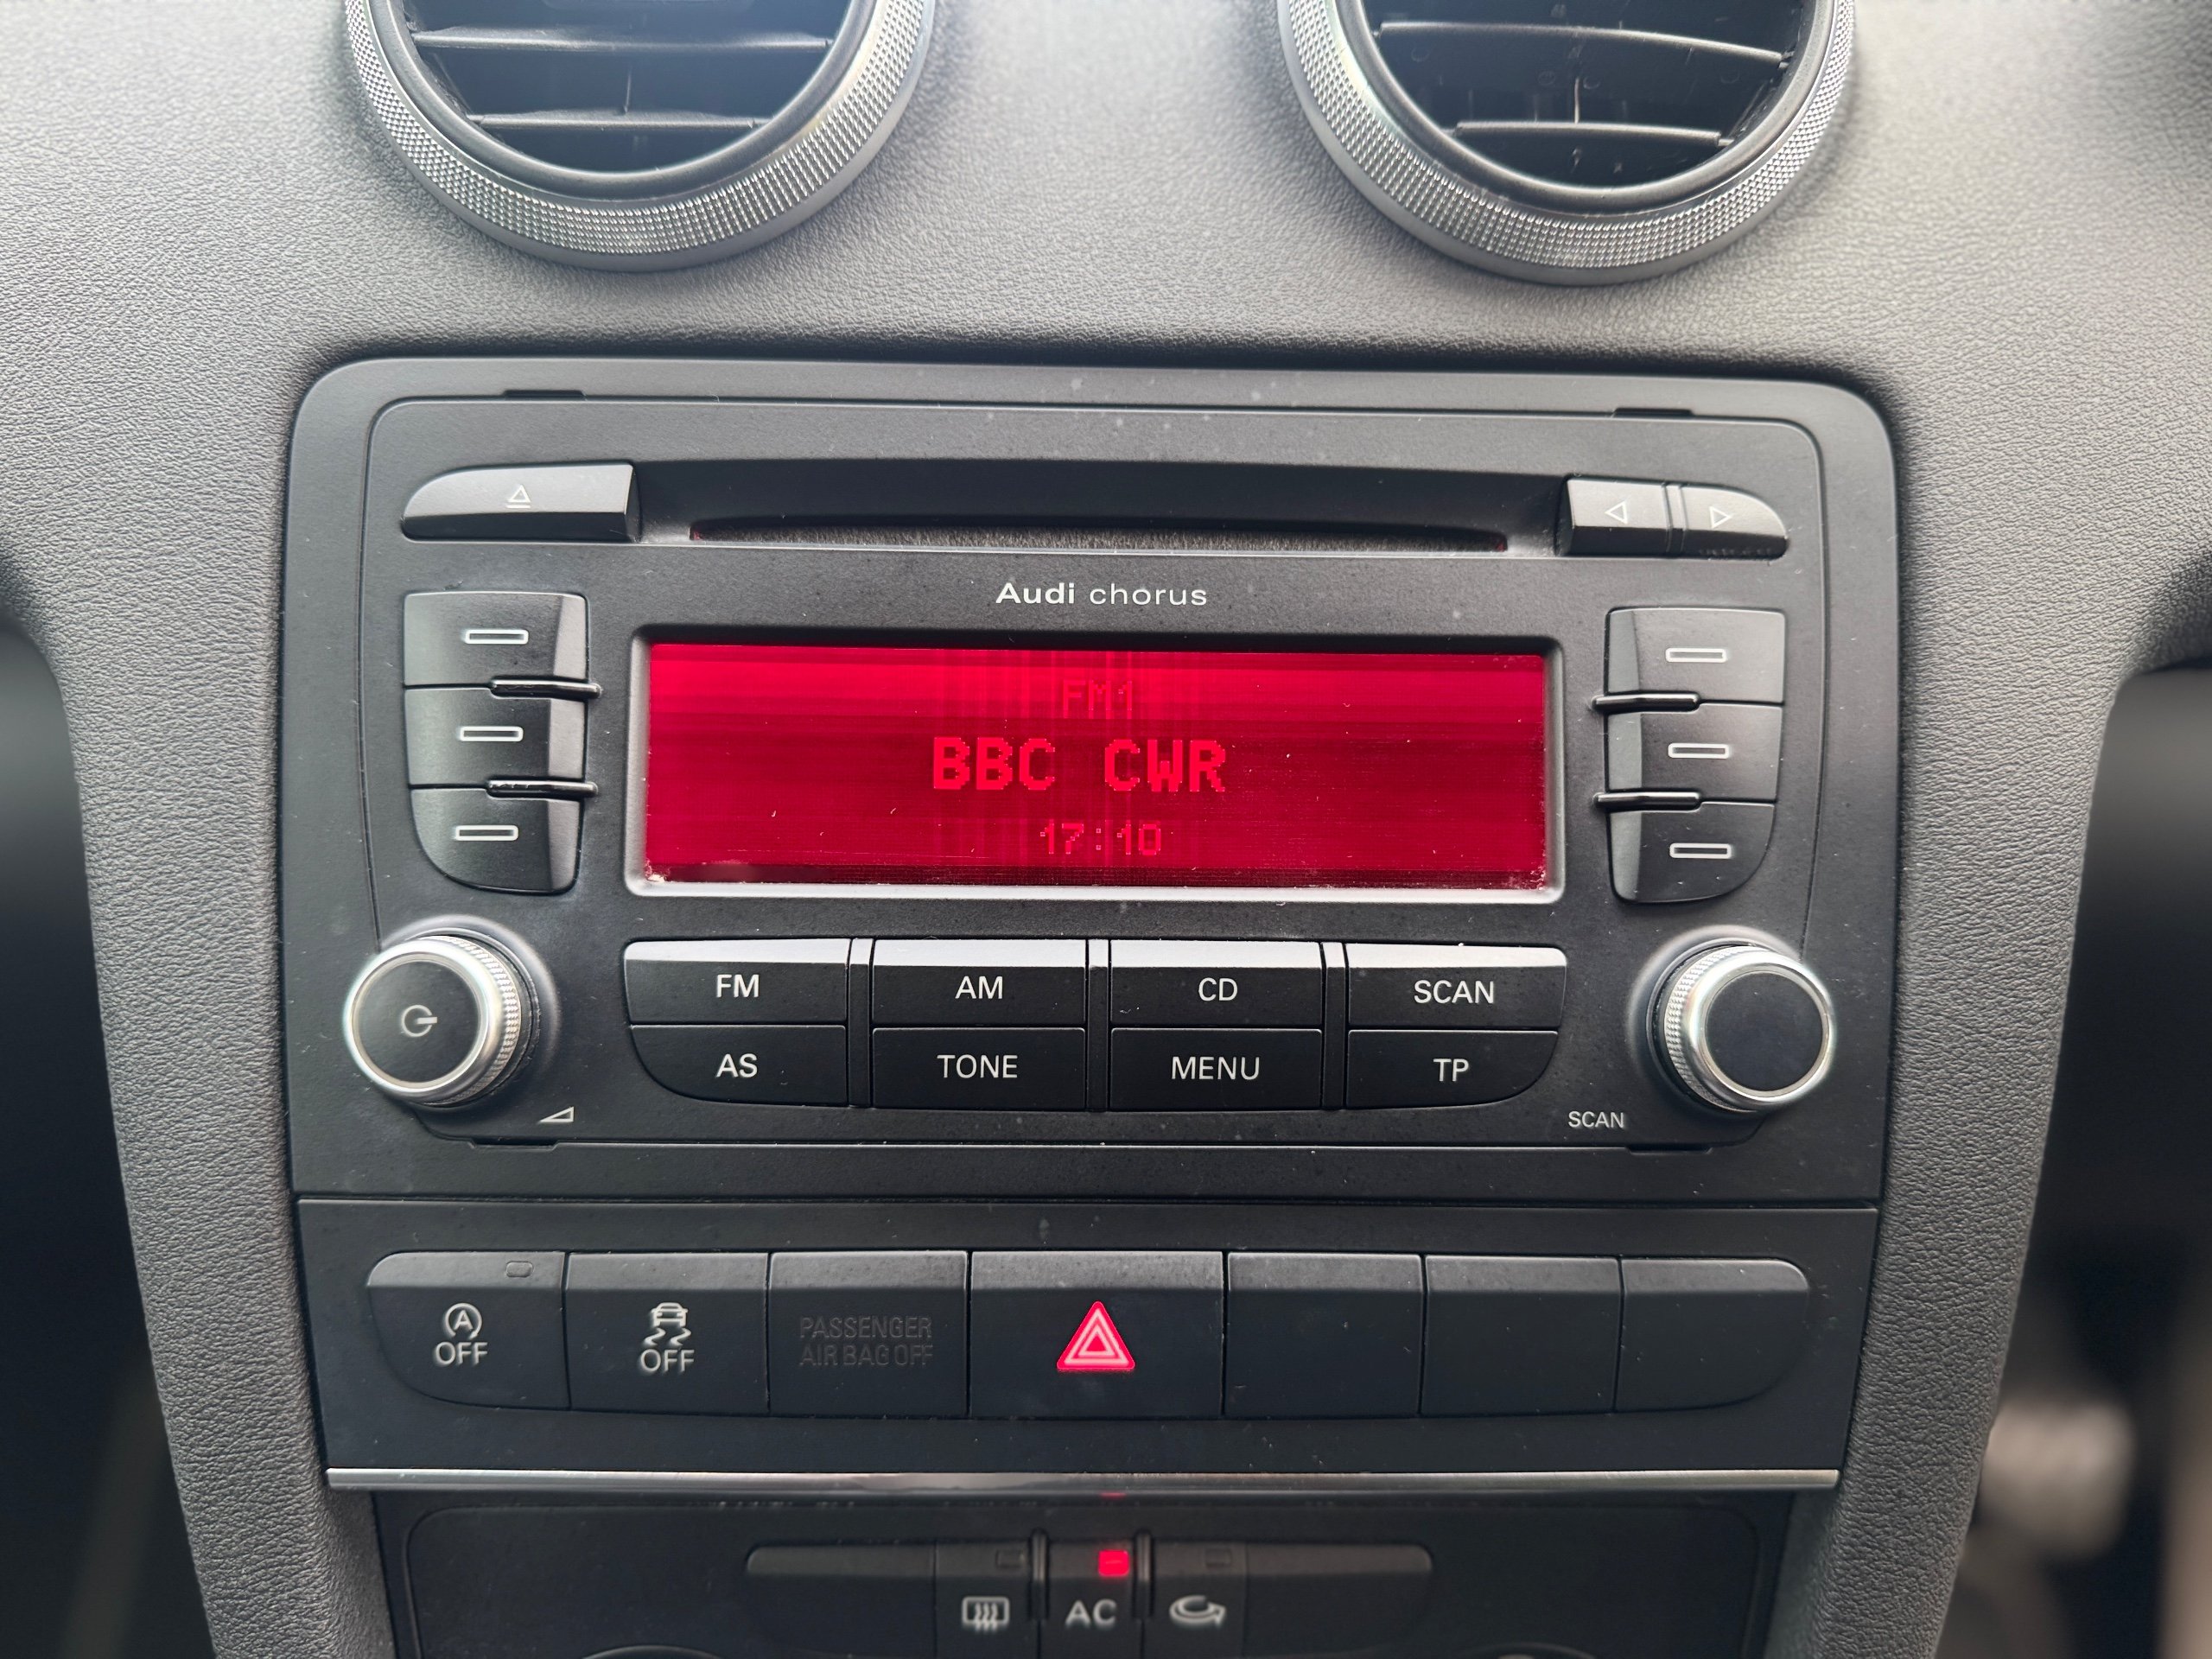 Audi chorus
FM1
BBC CWR
17:10
FM AM CD SCAN
AS TONE MENU TP
SCAN
A
OFF
OFF
PASSENGER
AIR BAG OFF
AC